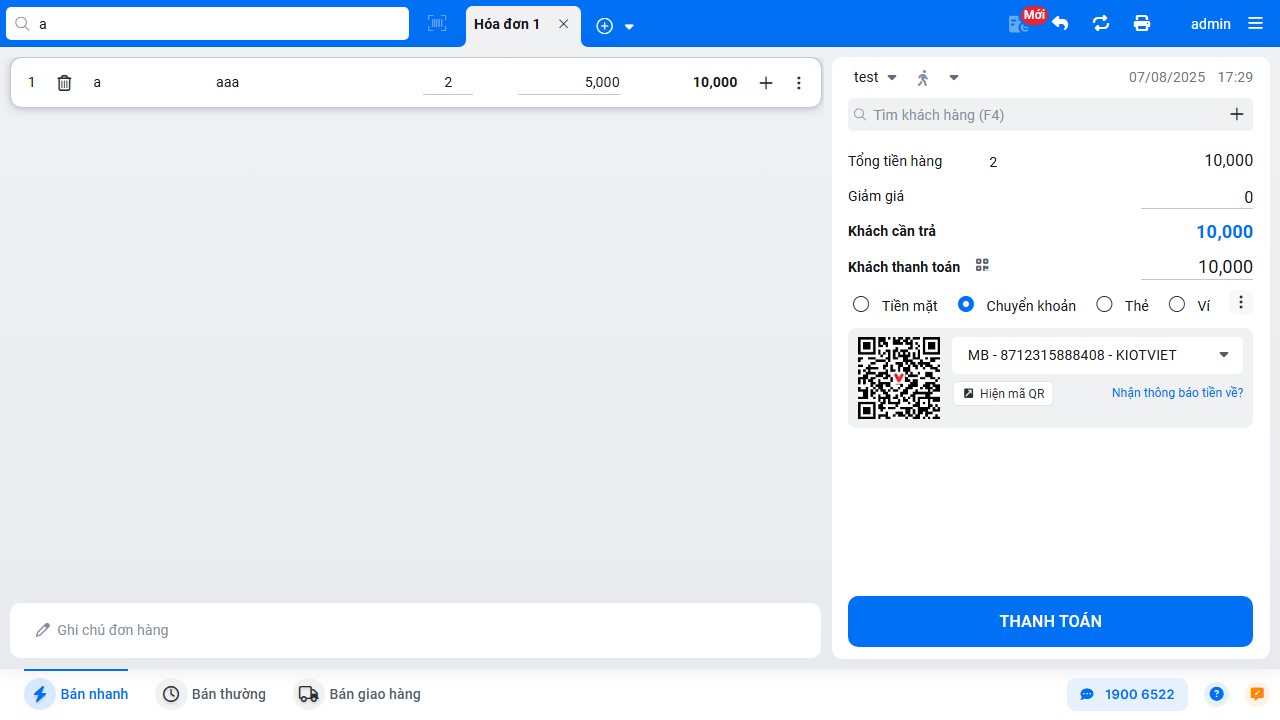 a
Hóa đơn 1
Mới
admin
1 a aaa 2 5,000 10,000
test 07/08/2025 17:29
Tìm khách hàng (F4)
Tổng tiền hàng 2 10,000
Giảm giá 0
Khách cần trả 10,000
Khách thanh toán 10,000
Tiền mặt Chuyển khoản Thẻ Ví
MB - 8712315888408 - KIOTVIET
Hiện mã QR Nhận thông báo tiền về?
Ghi chú đơn hàng
THANH TOÁN
Bán nhanh Bán thường Bán giao hàng 1900 6522